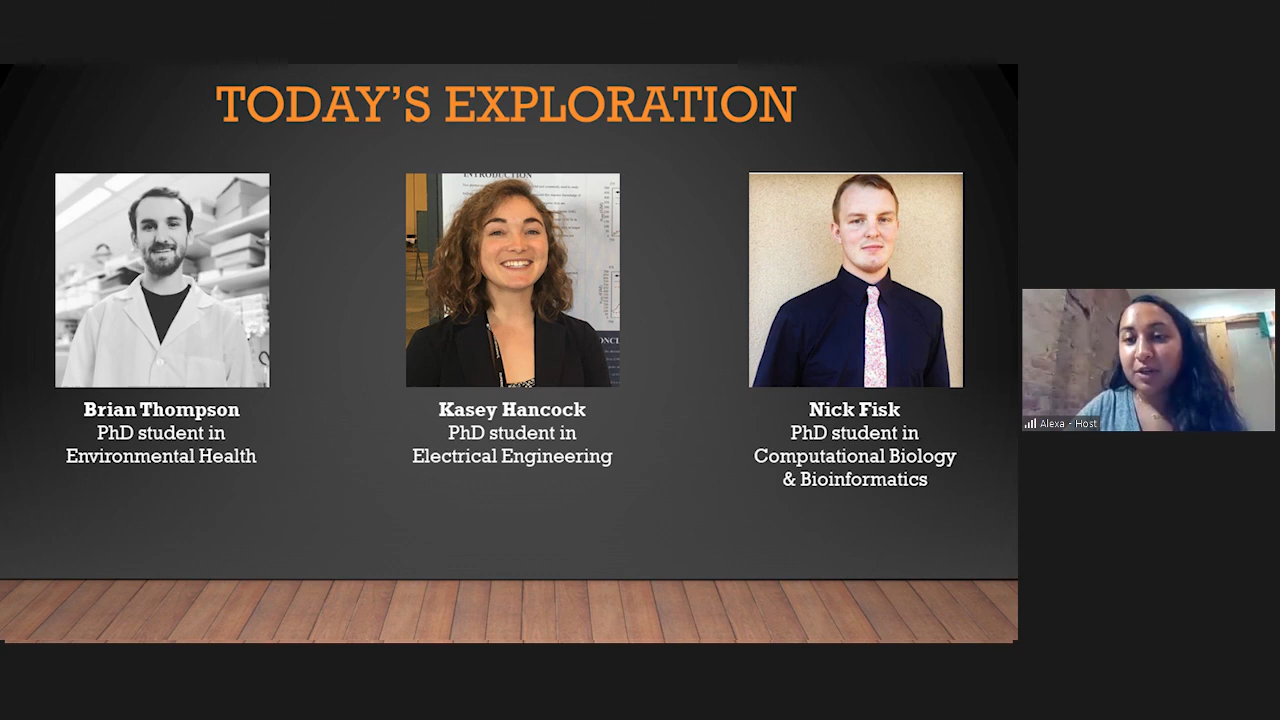 TODAY'S EXPLORATION
INTRODUCTION
Brian Thompson
PhD student in
Environmental Health
Kasey Hancock
PhD student in
Electrical Engineering
Nick Fisk
PhD student in
Computational Biology
& Bioinformatics
Alexa - Host